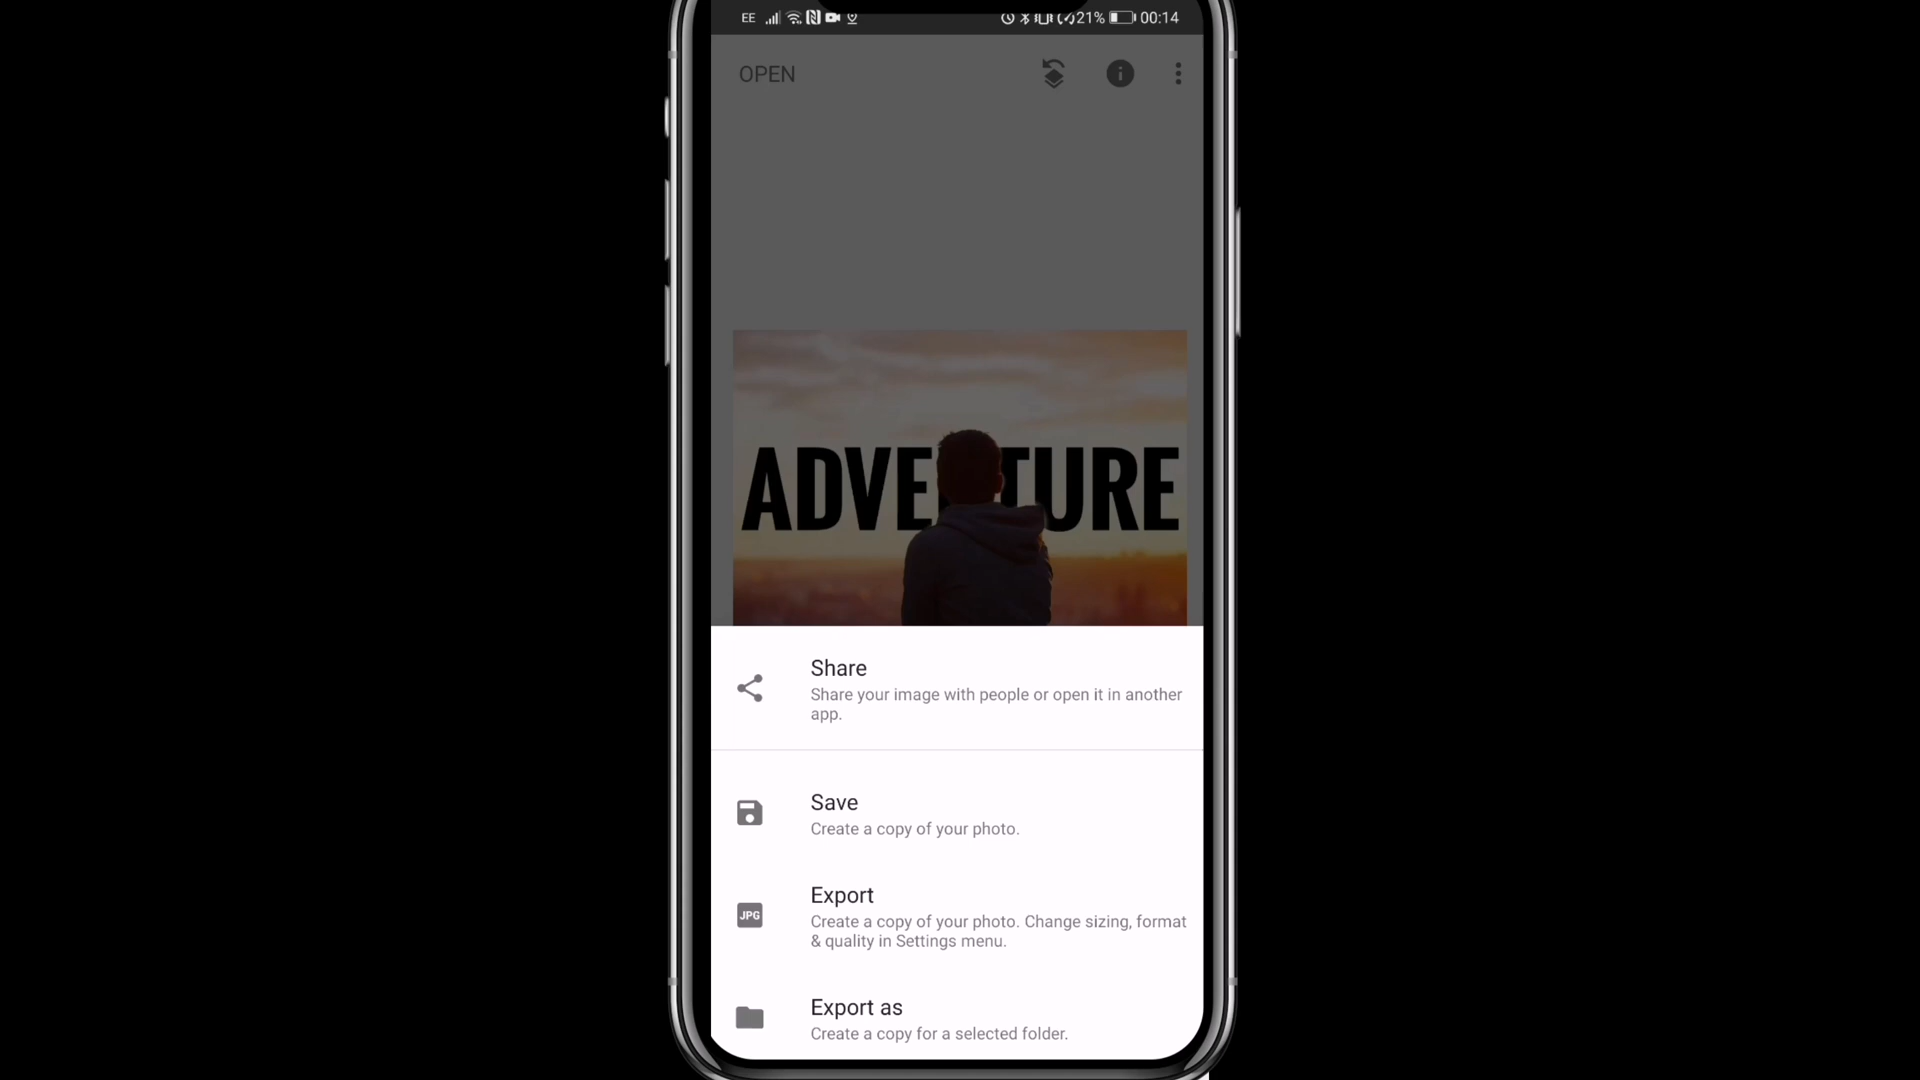 EE 21% 00:14
OPEN
ADVENTURE
Share
Share your image with people or open it in another
app.
Save
Create a copy of your photo.
JPG
Export
Create a copy of your photo. Change sizing, format
& quality in Settings menu.
Export as
Create a copy for a selected folder.